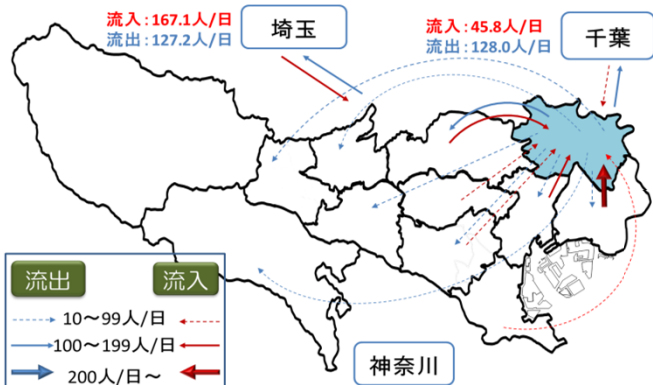 流入：167.1人/日
流出：127.2人/日
埼玉
流入：45.8人/日
流出：128.0人/日
千葉
流出
流入
10～99人/日
100～199人/日
200人/日～
神奈川